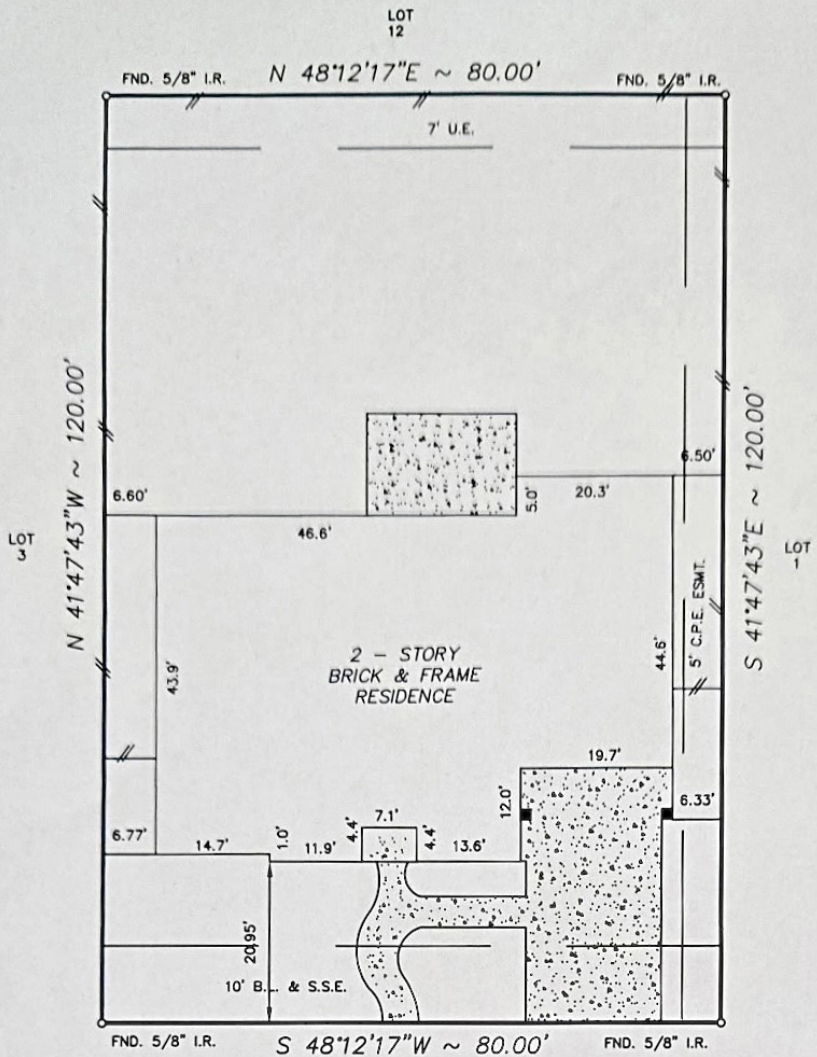 LOT
12
FND. 5/8" I.R.
N 48°12'17"E ~ 80.00'
FND. 5/8" I.R.
7' U.E.
N 41°47'43"W ~ 120.00'
S 41°47'43"E ~ 120.00'
LOT
3
LOT
1
6.60'
46.6'
5.0'
20.3'
6.50'
43.9'
2 - STORY
BRICK & FRAME
RESIDENCE
44.6'
5' C.P.E. ESMT.
19.7'
12.0'
6.33'
6.77'
14.7'
1.0'
11.9'
4.4'
7.1'
4.4'
13.6'
20.95'
10' B.L. & S.S.E.
FND. 5/8" I.R.
S 48°12'17"W ~ 80.00'
FND. 5/8" I.R.